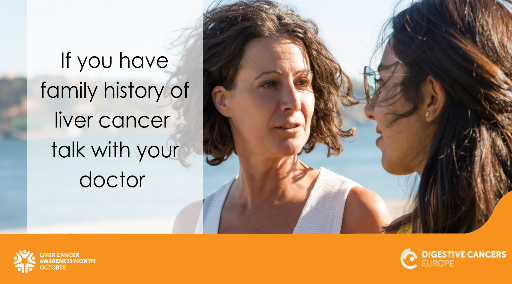 If you have
family history of
liver cancer
talk with your
doctor
LIVER CANCER
AWARENESS MONTH
OCTOBER
DIGESTIVE CANCERS
EUROPE